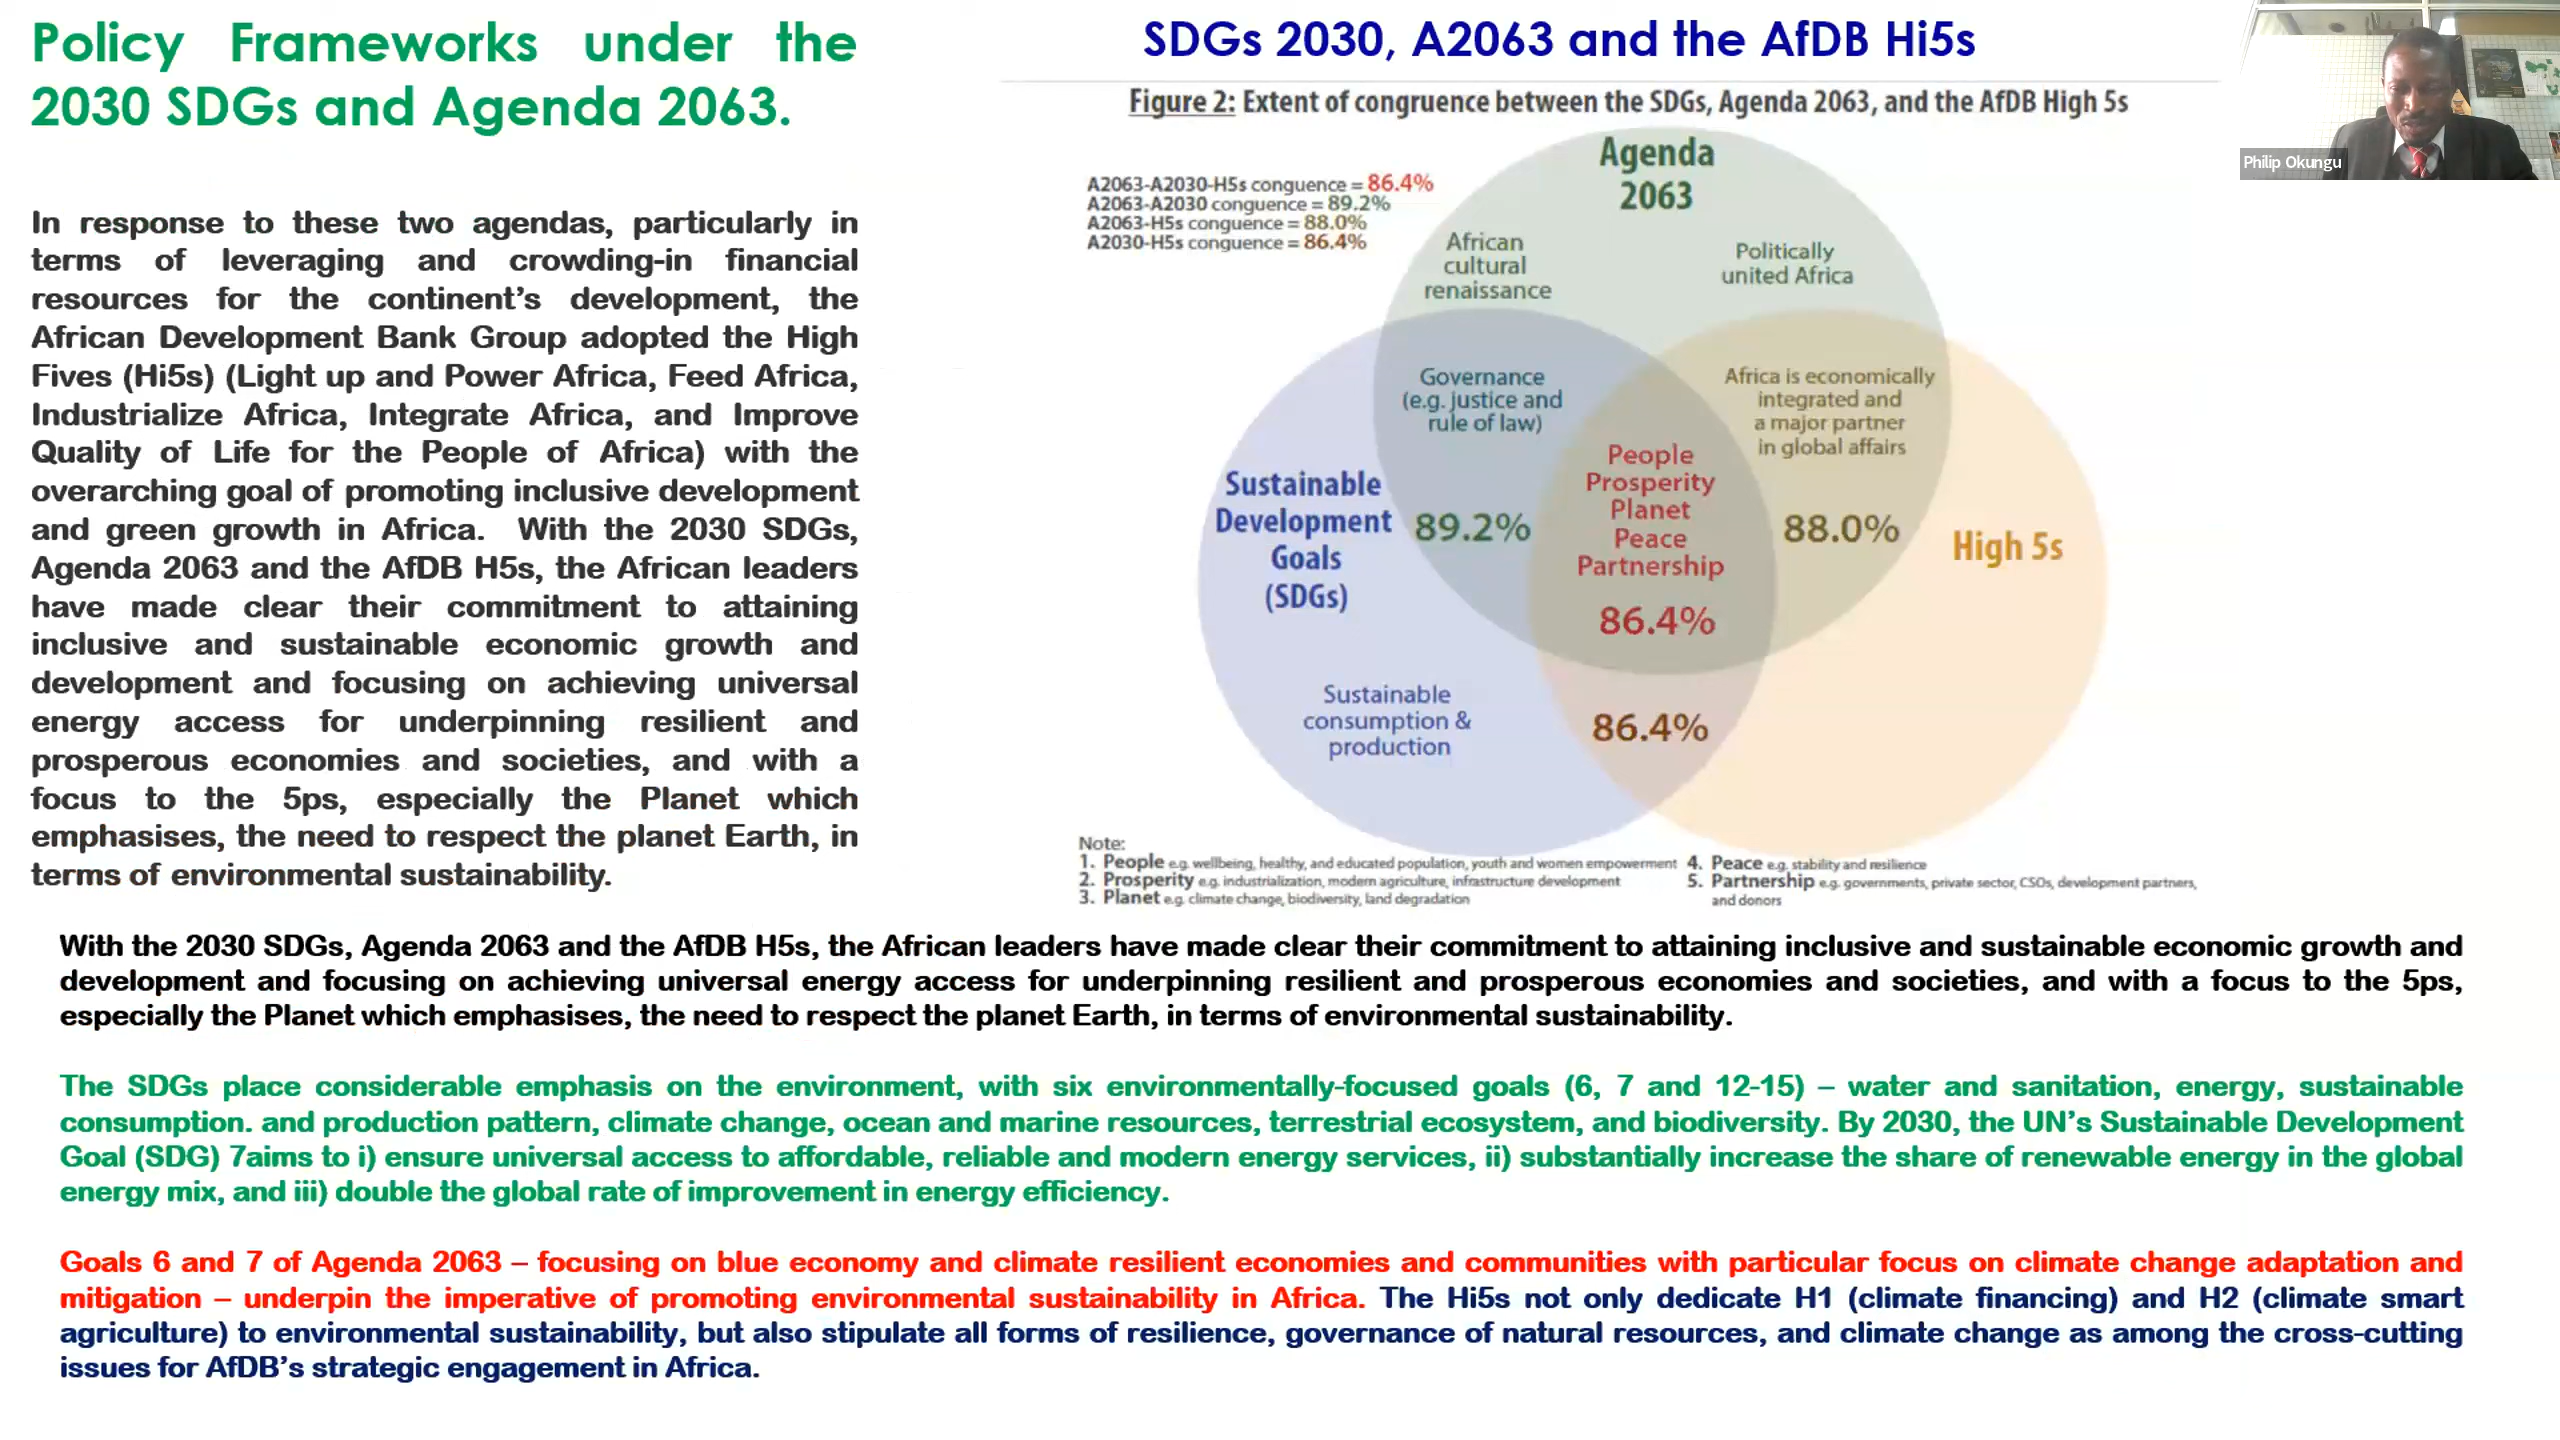 Policy Frameworks under the
2030 SDGs and Agenda 2063.
In response to these two agendas, particularly in
terms of leveraging and crowding-in financial
resources for the continent's development, the
African Development Bank Group adopted the High
Fives (Hi5s) (Light up and Power Africa, Feed Africa,
Industrialize Africa, Integrate Africa, and Improve
Quality of Life for the People of Africa) with the
overarching goal of promoting inclusive development
and green growth in Africa. With the 2030 SDGs,
Agenda 2063 and the AfDB H5s, the African leaders
have made clear their commitment to attaining
inclusive and sustainable economic growth and
development and focusing on achieving universal
energy access for underpinning resilient and
prosperous economies and societies, and with a
focus to the 5ps, especially the Planet which
emphasises, the need to respect the planet Earth, in
terms of environmental sustainability.
SDGs 2030, A2063 and the AfDB Hi5s
Figure 2: Extent of congruence between the SDGs, Agenda 2063, and the AfDB High 5s
A2063-A2030-H5s conguence = 86.4%
A2063-A2030 conguence = 89.2%
A2063-H5s conguence = 88.0%
A2030-H5s conguence = 86.4%
Agenda
2063
African
cultural
renaissance
Politically
united Africa
Governance
(e.g. justice and
rule of law)
Africa is economically
integrated and
a major partner
in global affairs
People
Prosperity
Planet
Peace
Partnership
86.4%
Sustainable
Development
Goals
(SDGs)
89.2%
88.0%
High 5s
Sustainable
consumption &
production
86.4%
Note:
1. People e.g. wellbeing, healthy, and educated population, youth and women empowerment
2. Prosperity e.g. industrialization, modern agriculture, infrastructure development
3. Planet e.g. climate change, biodiversity, land degradation
4. Peace e.g. stability and resilience
5. Partnership e.g. governments, private sector, CSOs, development partners,
and donors
Philip Okungu
With the 2030 SDGs, Agenda 2063 and the AfDB H5s, the African leaders have made clear their commitment to attaining inclusive and sustainable economic growth and
development and focusing on achieving universal energy access for underpinning resilient and prosperous economies and societies, and with a focus to the 5ps,
especially the Planet which emphasises, the need to respect the planet Earth, in terms of environmental sustainability.
The SDGs place considerable emphasis on the environment, with six environmentally-focused goals (6, 7 and 12-15) – water and sanitation, energy, sustainable
consumption. and production pattern, climate change, ocean and marine resources, terrestrial ecosystem, and biodiversity. By 2030, the UN's Sustainable Development
Goal (SDG) 7aims to i) ensure universal access to affordable, reliable and modern energy services, ii) substantially increase the share of renewable energy in the global
energy mix, and iii) double the global rate of improvement in energy efficiency.
Goals 6 and 7 of Agenda 2063 – focusing on blue economy and climate resilient economies and communities with particular focus on climate change adaptation and
mitigation – underpin the imperative of promoting environmental sustainability in Africa. The Hi5s not only dedicate H1 (climate financing) and H2 (climate smart
agriculture) to environmental sustainability, but also stipulate all forms of resilience, governance of natural resources, and climate change as among the cross-cutting
issues for AfDB's strategic engagement in Africa.